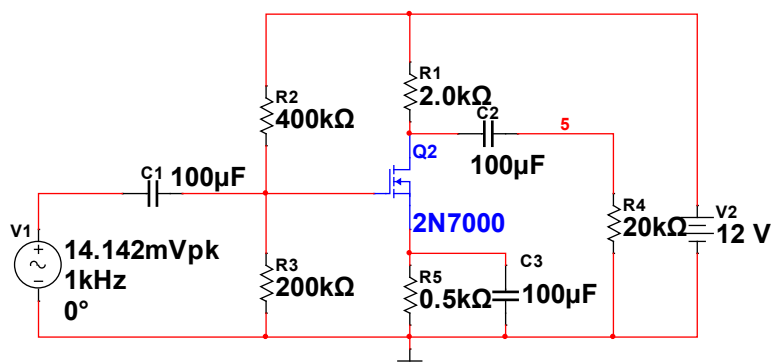 R1
2.0kΩ
R2
400kΩ
C2
5
100µF
Q2
C1
100µF
2N7000
V1
14.142mVpk
1kHz
0°
R3
200kΩ
R5
0.5kΩ
C3
100µF
R4
20kΩ
V2
12 V